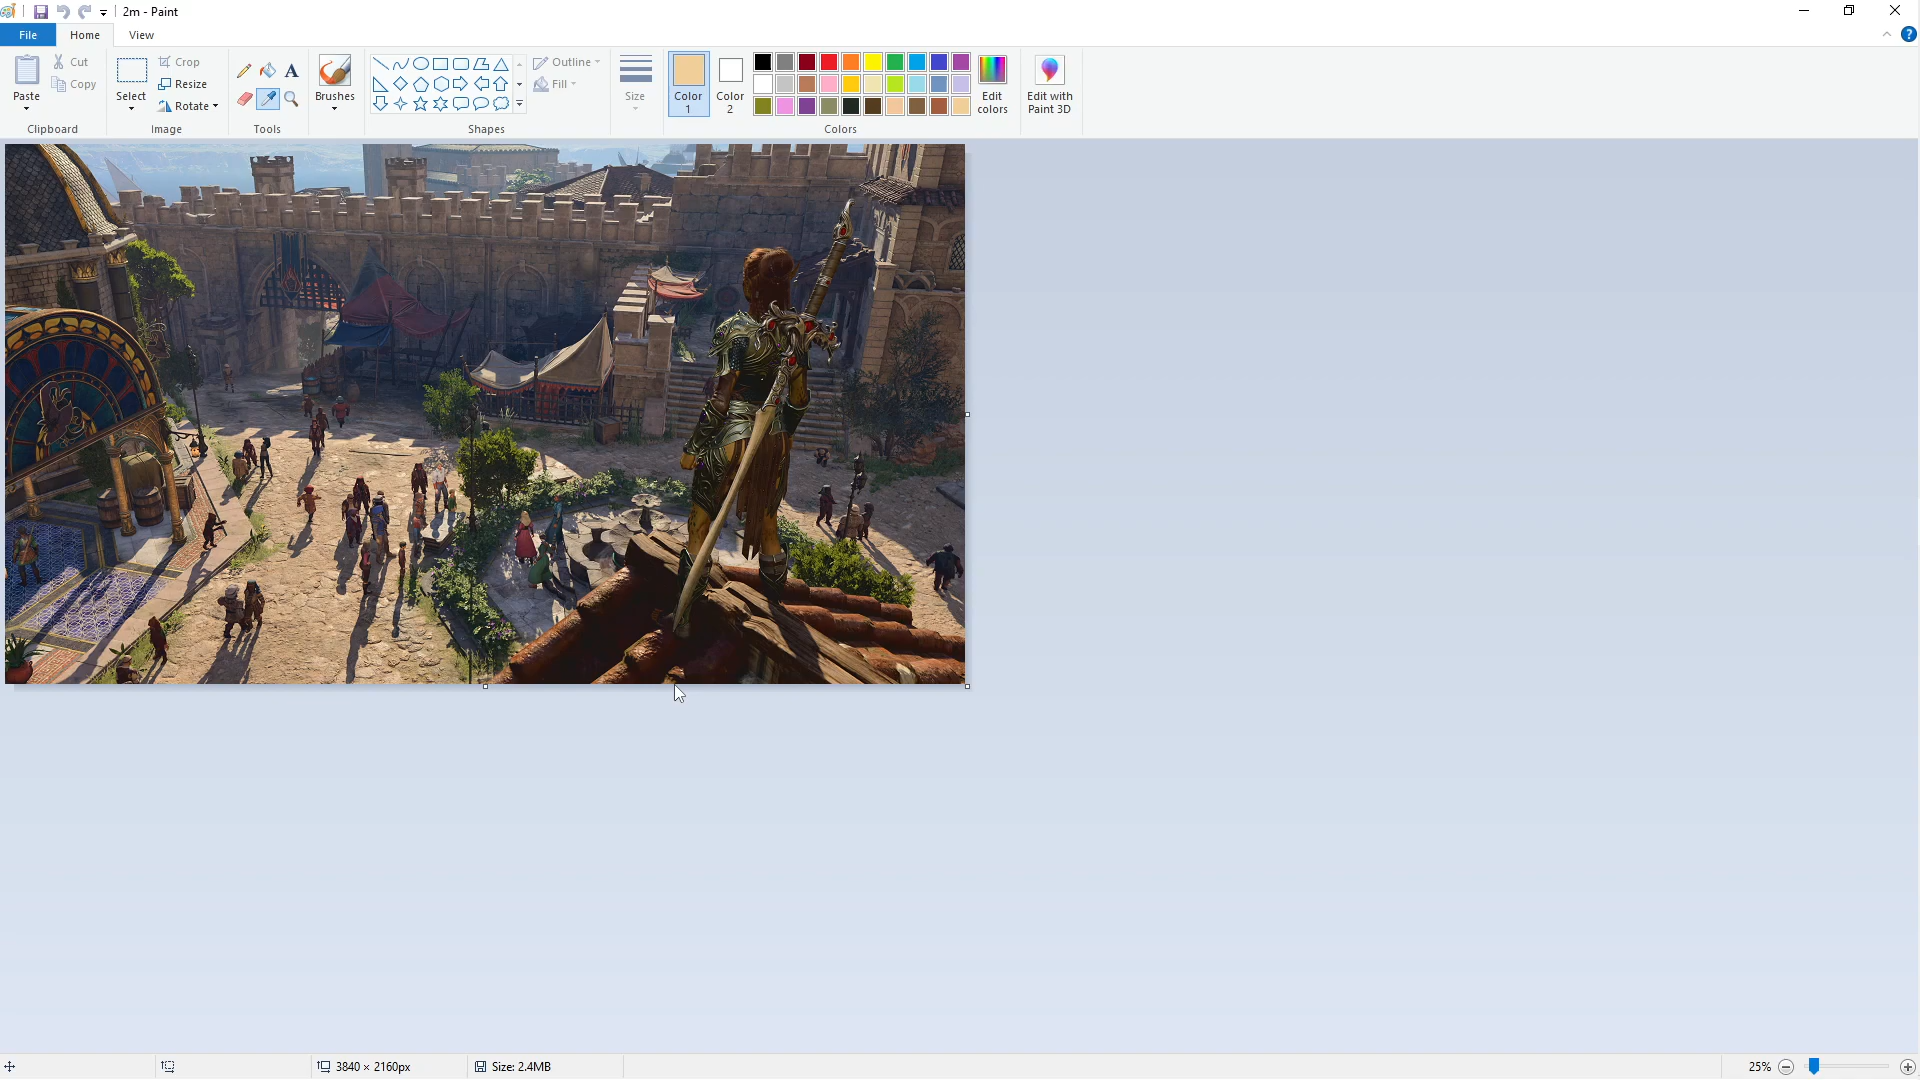 2m - Paint
File Home View
Paste
Cut
Copy
Clipboard
Select
Crop
Resize
Rotate
Image
A
Tools
Brushes
Shapes
Outline
Fill
Size
Color 1
Color 2
Colors
Edit colors
Edit with Paint 3D
?
3840 × 2160px
Size: 2.4MB
25%